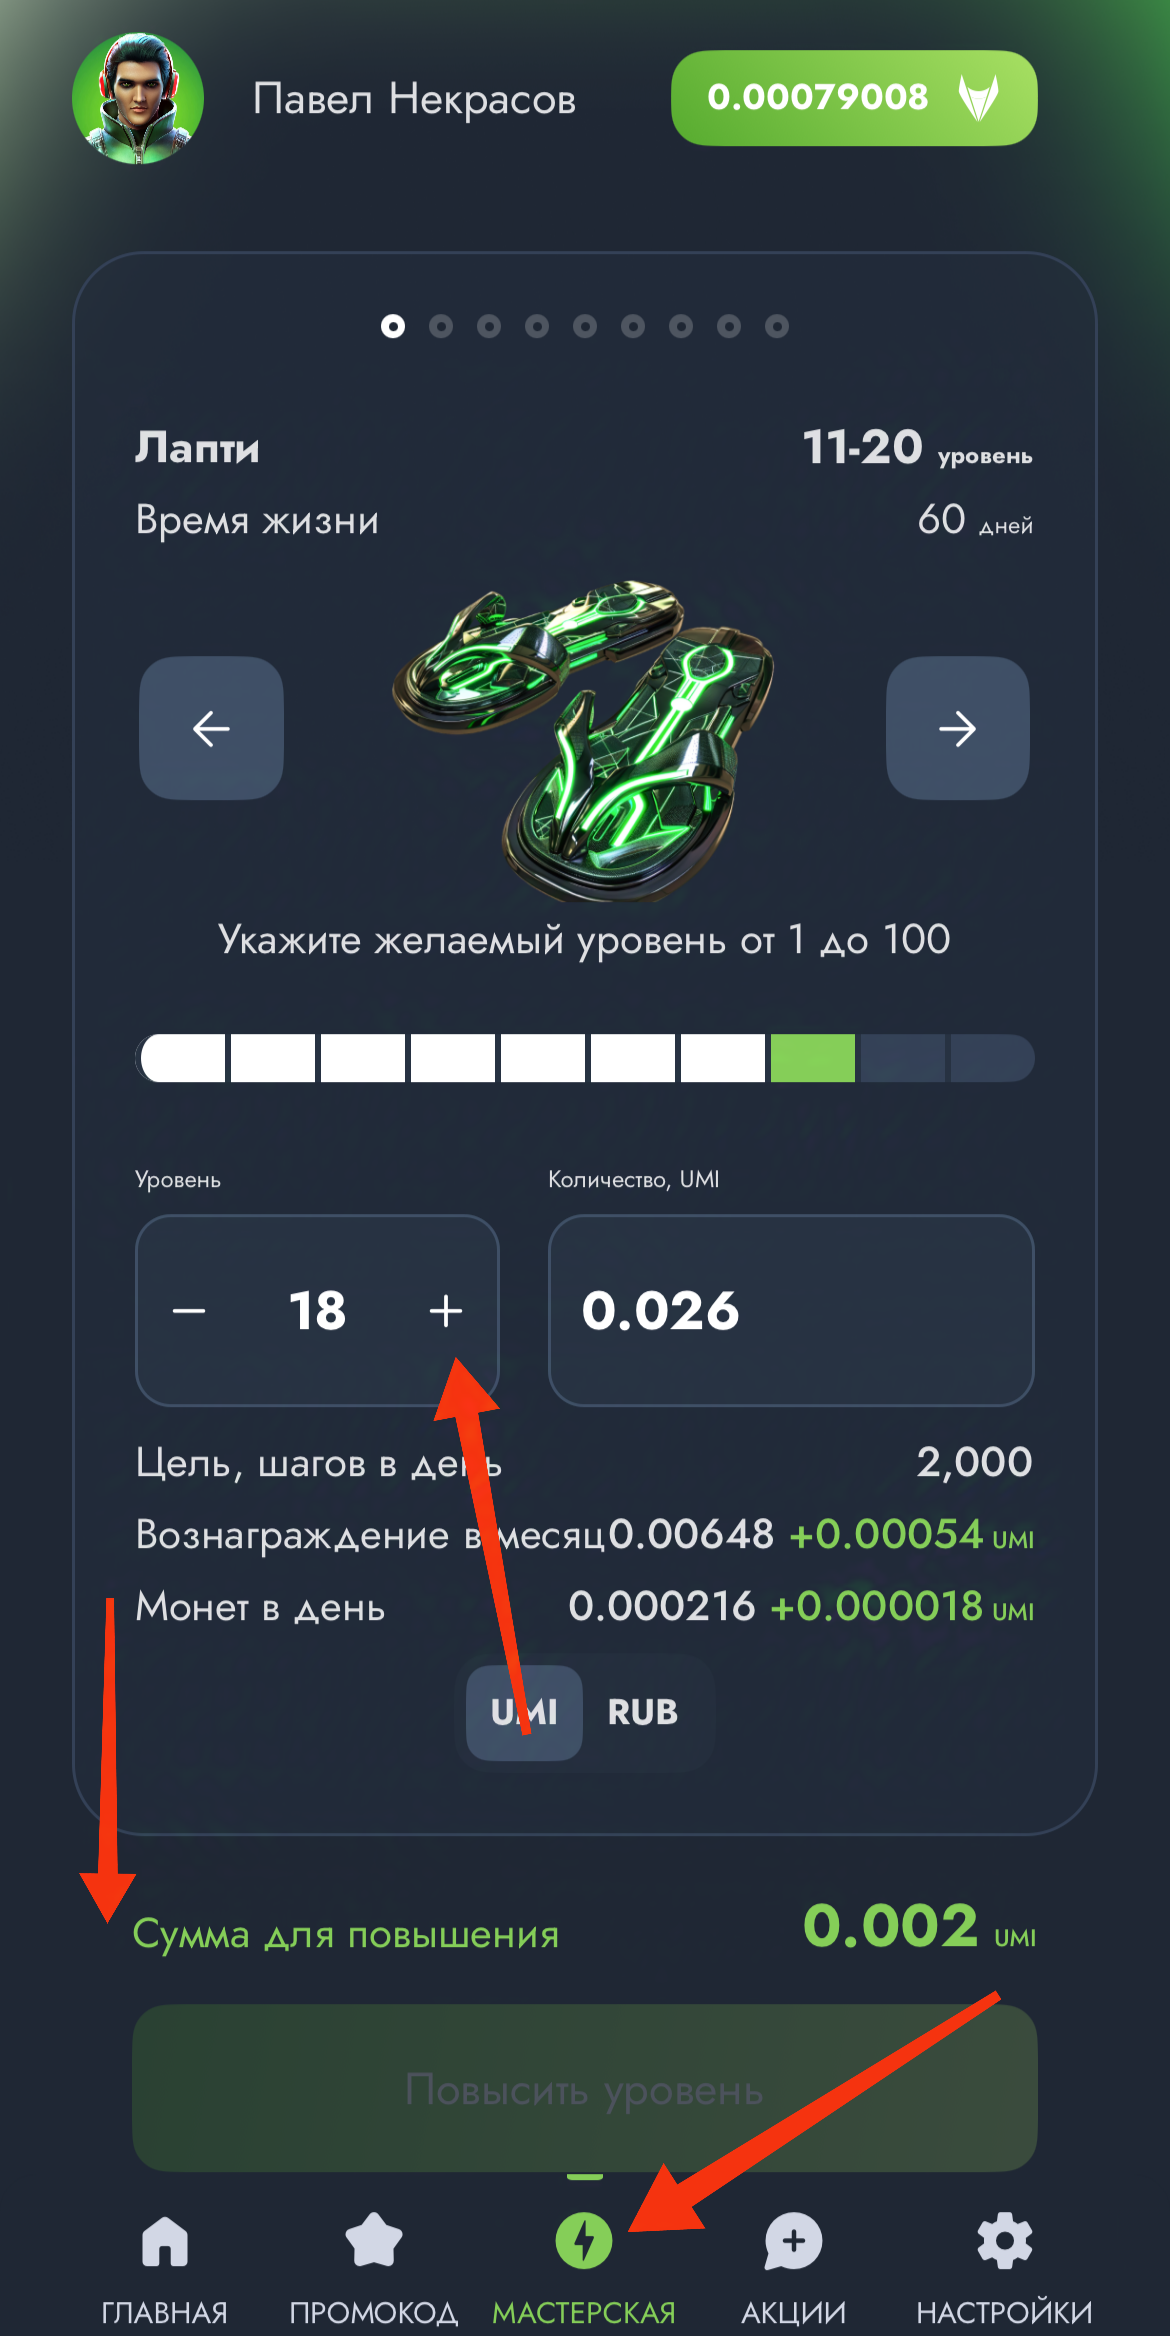 Павел Некрасов
0.00079008
Лапти
11-20 уровень
Время жизни
60 дней
Укажите желаемый уровень от 1 до 100
Уровень
Количество, UMI
18
0.026
Цель, шагов в день
2,000
Вознаграждение в месяц 0.00648 +0.00054 UMI
Монет в день 0.000216 +0.000018 UMI
UMI RUB
Сумма для повышения 0.002 UMI
Повысить уровень
ГЛАВНАЯ ПРОМОКОД МАСТЕРСКАЯ АКЦИИ НАСТРОЙКИ